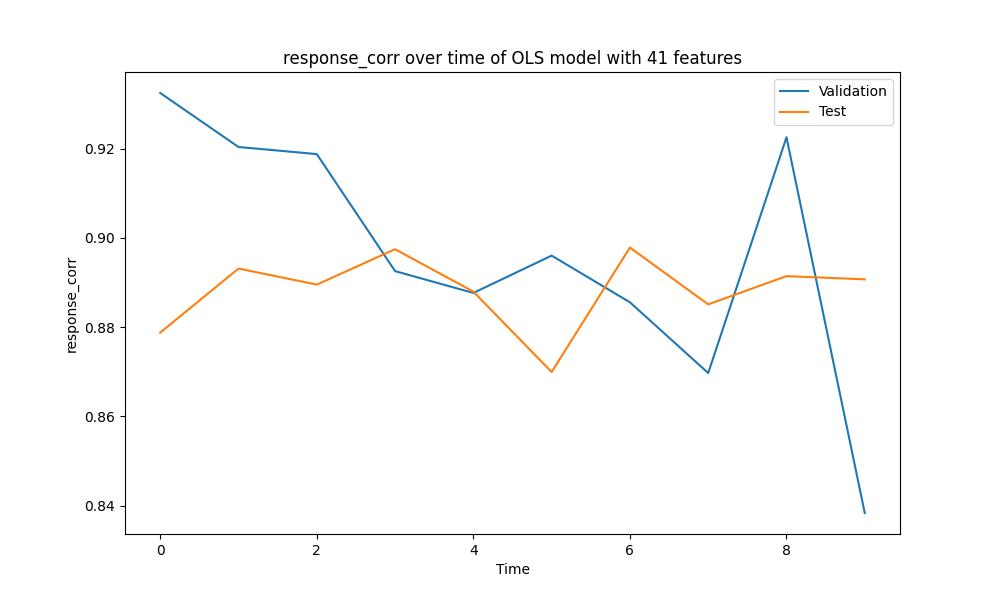 response_corr over time of OLS model with 41 features
Validation
Test
0.92
0.90
0.88
0.86
0.84
response_corr
0 2 4 6 8
Time